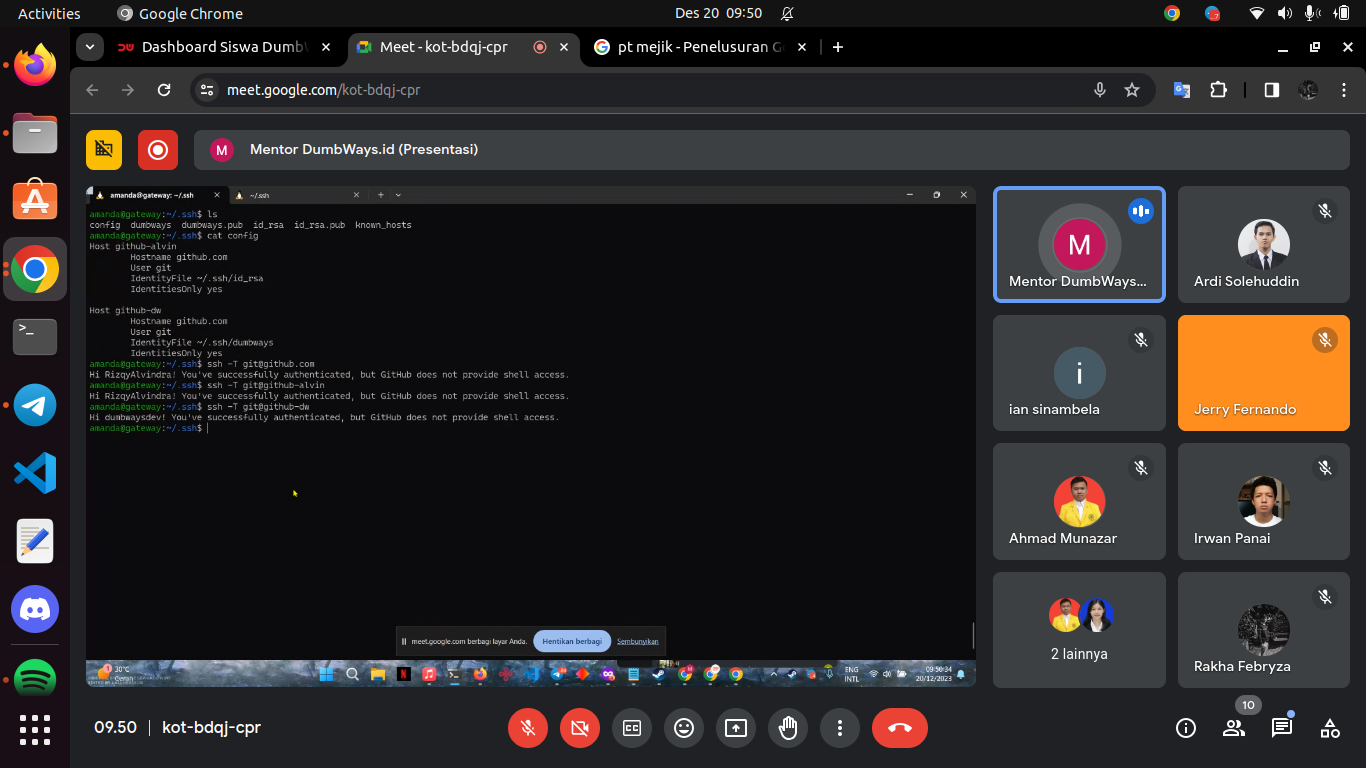 Activities
Google Chrome
Des 20 09:50
Dashboard Siswa Dumb
Meet - kot-bdqj-cpr
pt mejik - Penelusuran G
meet.google.com/kot-bdqj-cpr
M
Mentor DumbWays.id (Presentasi)
amanda@gateway: ~/.ssh
~/.ssh
amanda@gateway:~/.ssh$ ls
config dumbways dumbways.pub id_rsa id_rsa.pub known_hosts
amanda@gateway:~/.ssh$ cat config
Host github-alvin
Hostname github.com
User git
IdentityFile ~/.ssh/id_rsa
IdentitiesOnly yes
Host github-dw
Hostname github.com
User git
IdentityFile ~/.ssh/dumbways
IdentitiesOnly yes
amanda@gateway:~/.ssh$ ssh -T git@github.com
Hi RizqyAlvindra! You've successfully authenticated, but GitHub does not provide shell access.
amanda@gateway:~/.ssh$ ssh -T git@github-alvin
Hi RizqyAlvindra! You've successfully authenticated, but GitHub does not provide shell access.
amanda@gateway:~/.ssh$ ssh -T git@github-dw
Hi dumbwaysdev! You've successfully authenticated, but GitHub does not provide shell access.
amanda@gateway:~/.ssh$
meet.google.com berbagi layar Anda.
Hentikan berbagi
Sembunyikan
30°C
ENG
INTL
09:50:34
20/12/2023
M
Mentor DumbWays...
Ardi Solehuddin
i
ian sinambela
Jerry Fernando
Ahmad Munazar
Irwan Panai
2 lainnya
Rakha Febryza
09.50
kot-bdqj-cpr
10